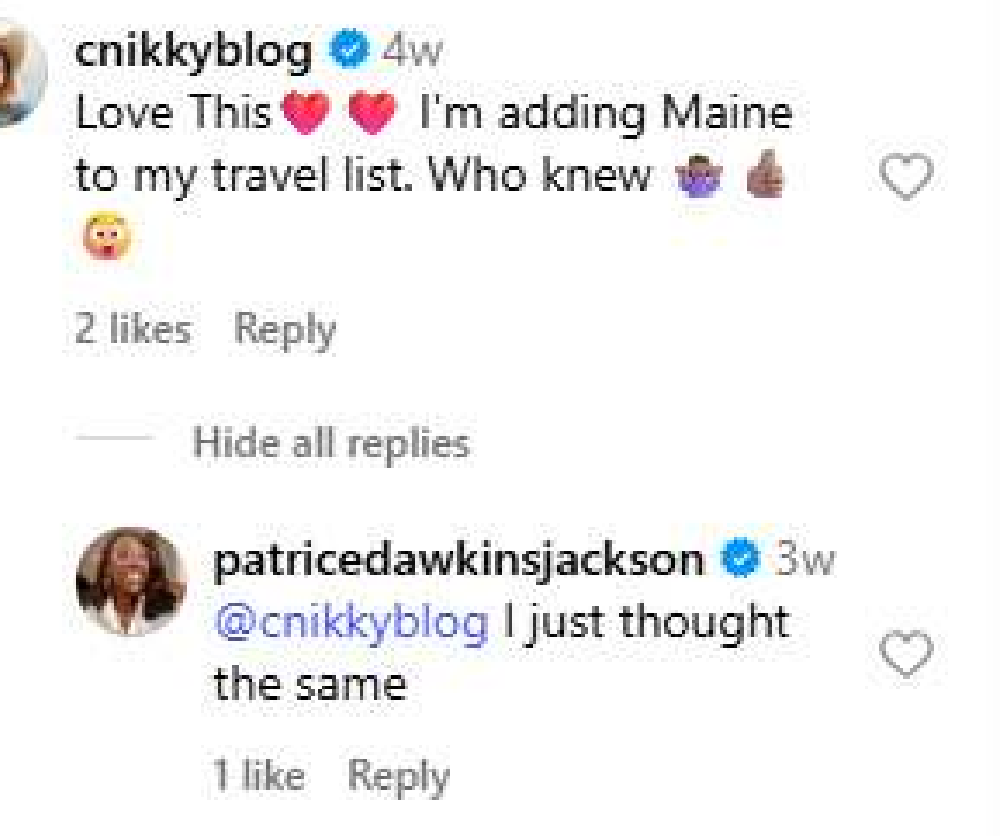 cnikkyblog 4w
Love This❤️ ❤️ I'm adding Maine
to my travel list. Who knew 🤷🏾‍♀️ 👍🏾
😳
2 likes Reply
Hide all replies
patricedawkinsjackson 3w
@cnikkyblog I just thought
the same
1 like Reply